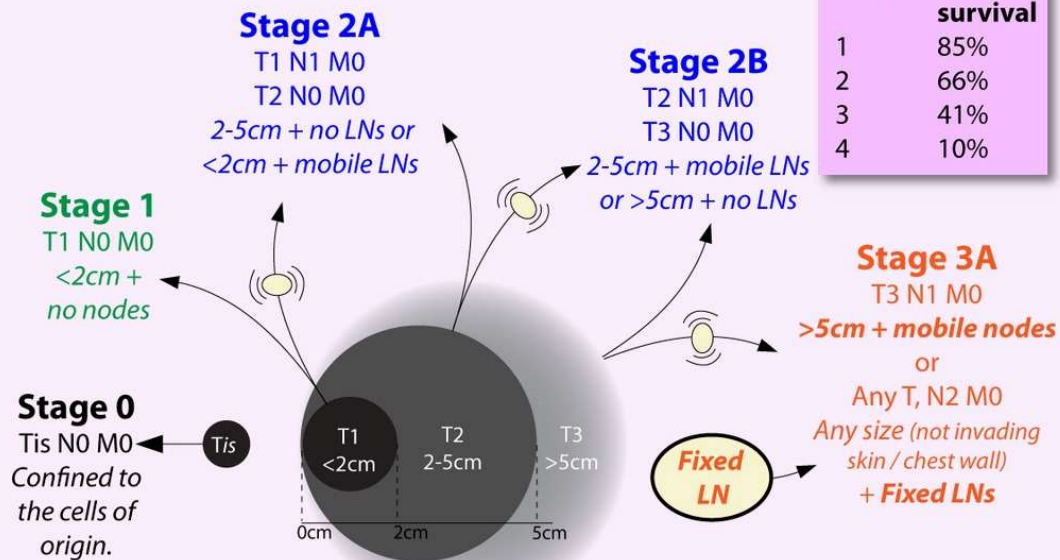 Stage 2A
T1 N1 M0
T2 N0 M0
2-5cm + no LNs or
<2cm + mobile LNs
Stage 2B
T2 N1 M0
T3 N0 M0
2-5cm + mobile LNs
or >5cm + no LNs
survival
1 85%
2 66%
3 41%
4 10%
Stage 1
T1 N0 M0
<2cm +
no nodes
Stage 3A
T3 N1 M0
>5cm + mobile nodes
or
Any T, N2 M0
Any size (not invading
skin / chest wall)
+ Fixed LNs
Stage 0
Tis N0 M0
Confined to
the cells of
origin.
Tis
T1
<2cm
T2
2-5cm
T3
>5cm
0cm 2cm 5cm
Fixed
LN